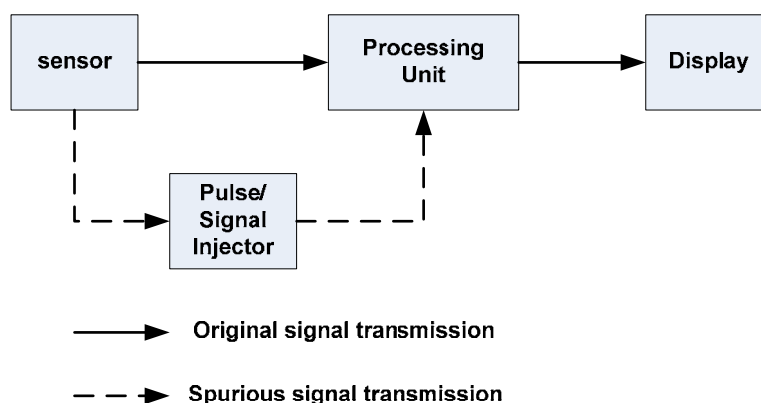 sensor
Processing
Unit
Display
Pulse/
Signal
Injector
Original signal transmission
Spurious signal transmission